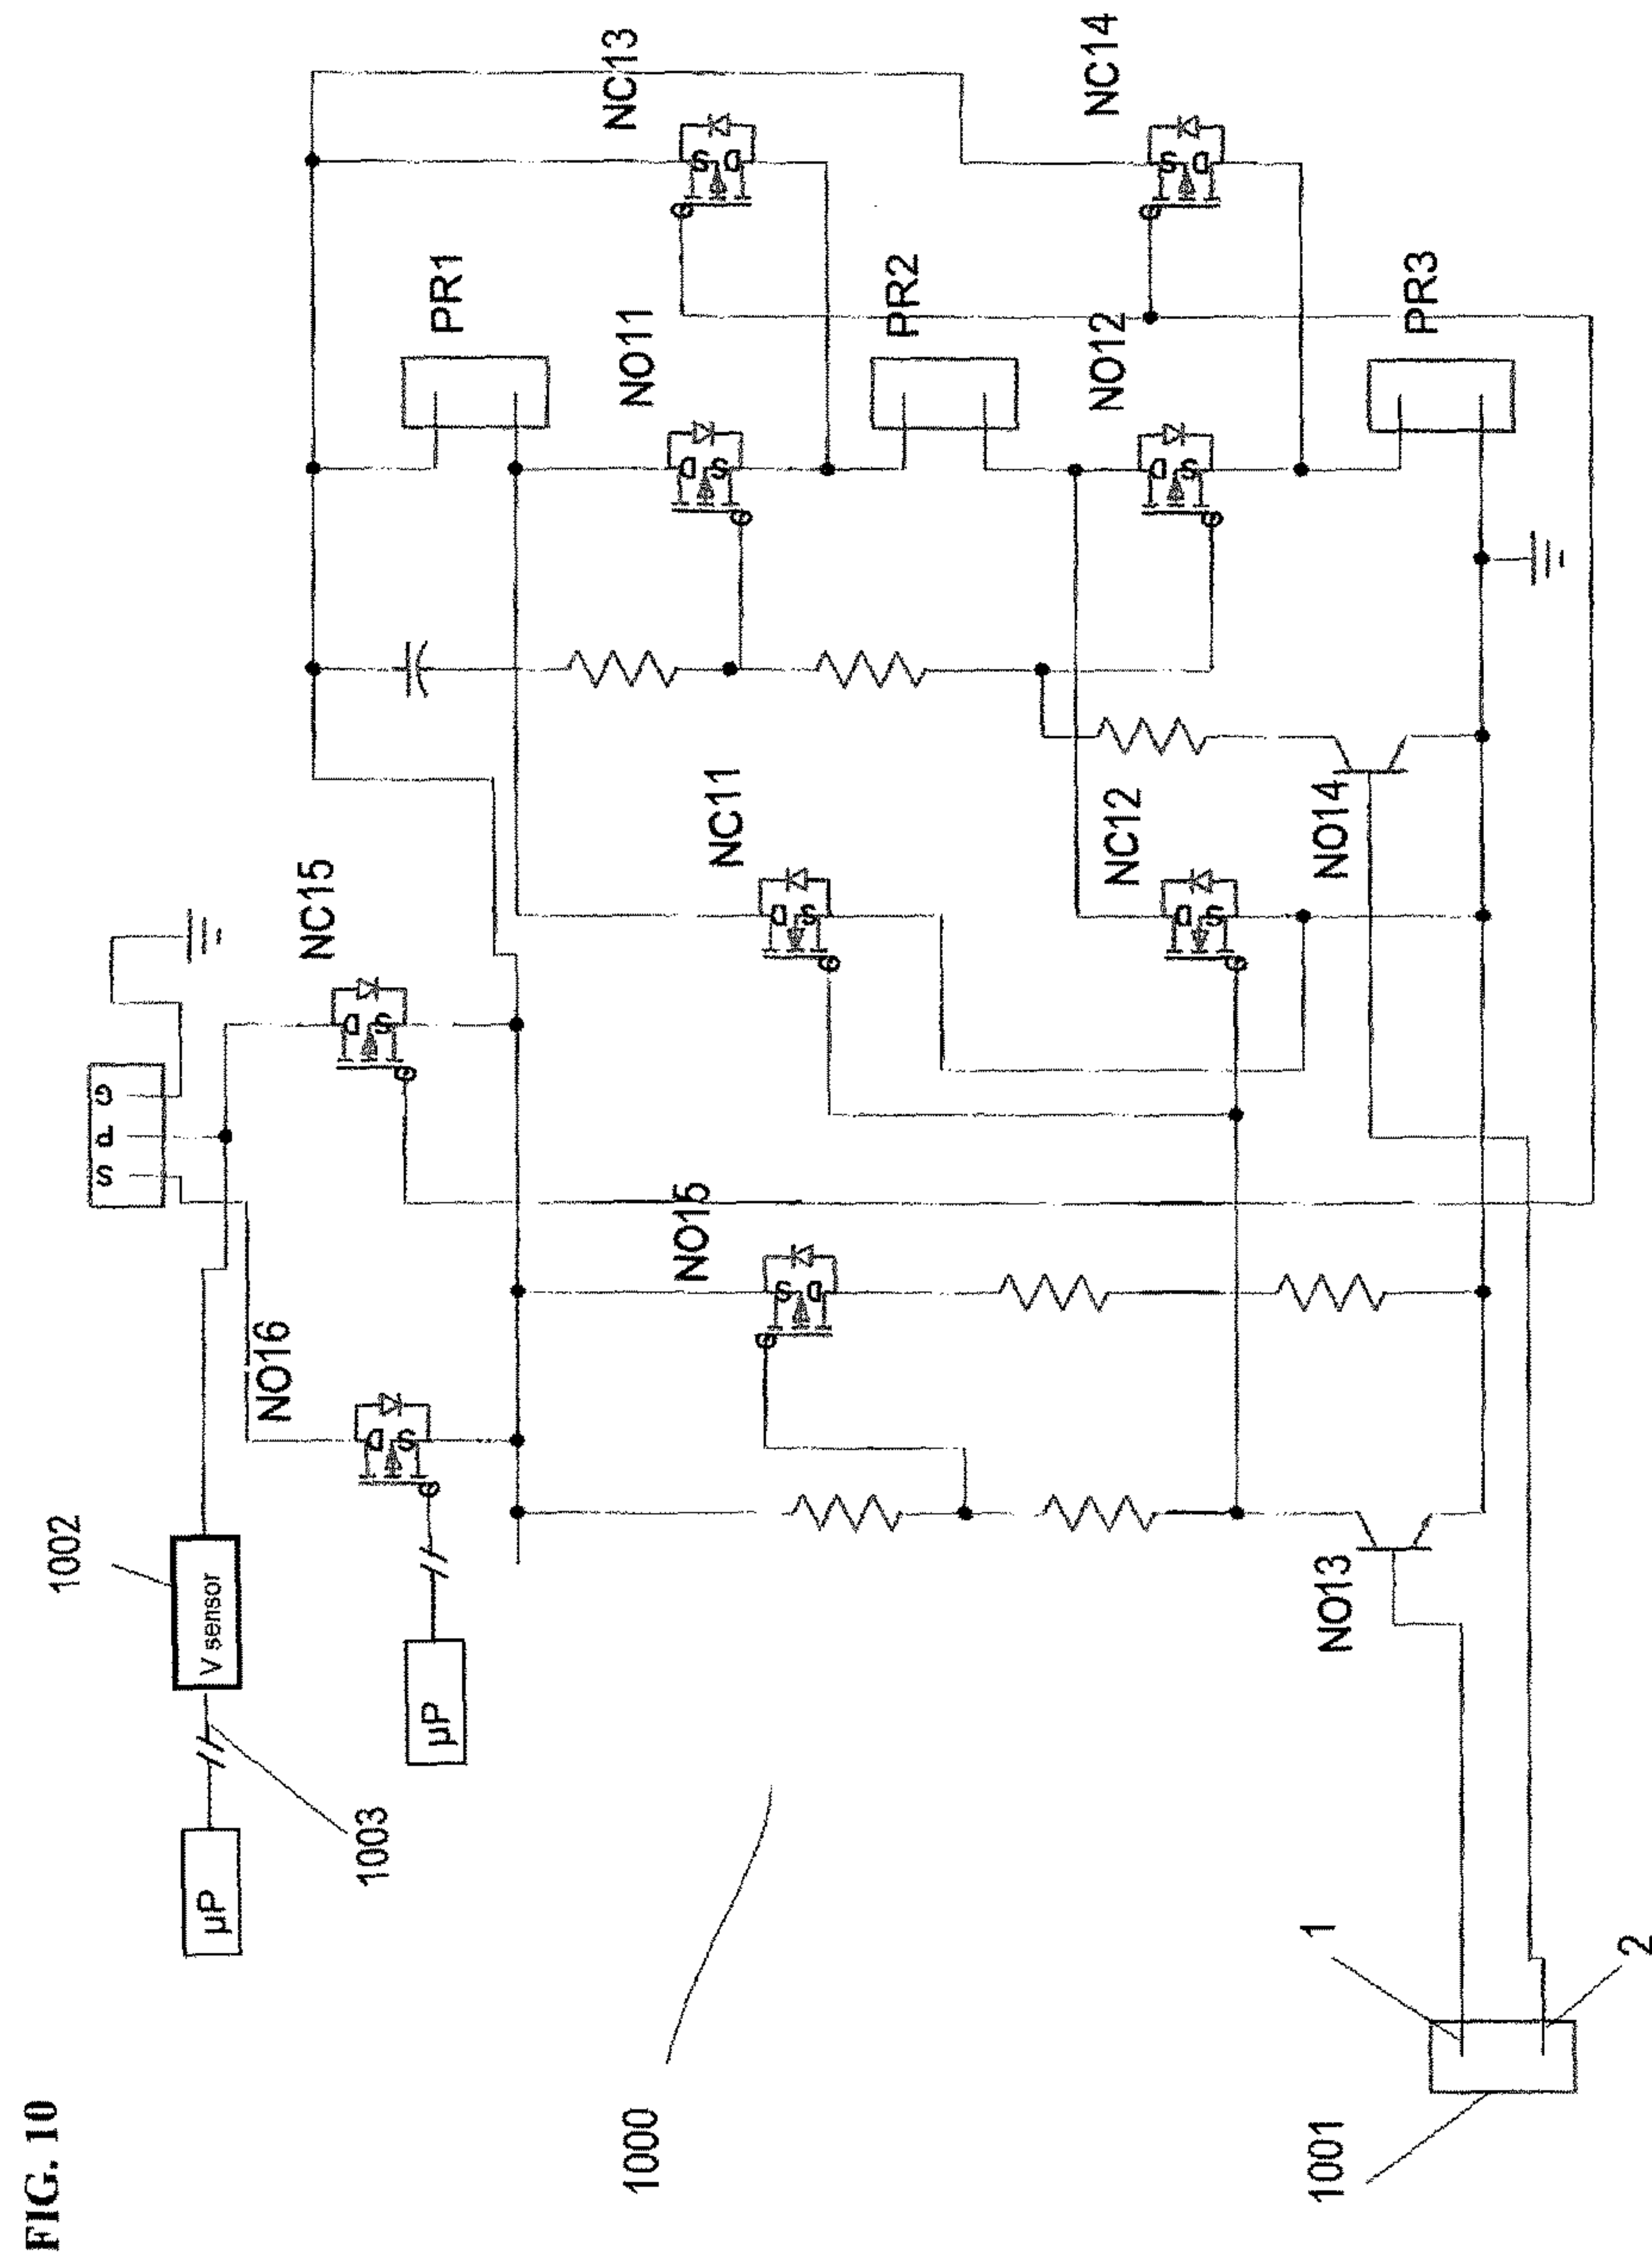 FIG. 10
1002
S P G
µP
V sensor
NO16
NC15
D
S
1003
D
S
µP
PR1
NC13
NO11
1000
NO15
NC11
S
D
D
S
S
D
D
S
PR2
NC14
NO12
NC12
S
D
D
S
D
S
1001
1
NO13
NO14
PR3
2